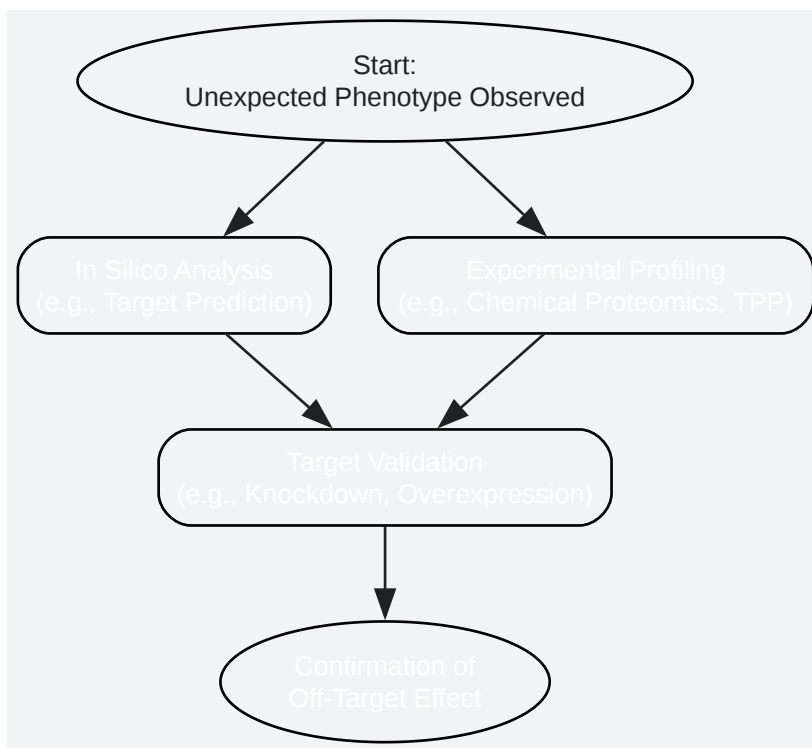 Start:
Unexpected Phenotype Observed
In Silico Analysis
(e.g., Target Prediction)
Experimental Profiling
(e.g., Chemical Proteomics, TPP)
Target Validation
(e.g., Knockdown, Overexpression)
Confirmation of
Off-Target Effect